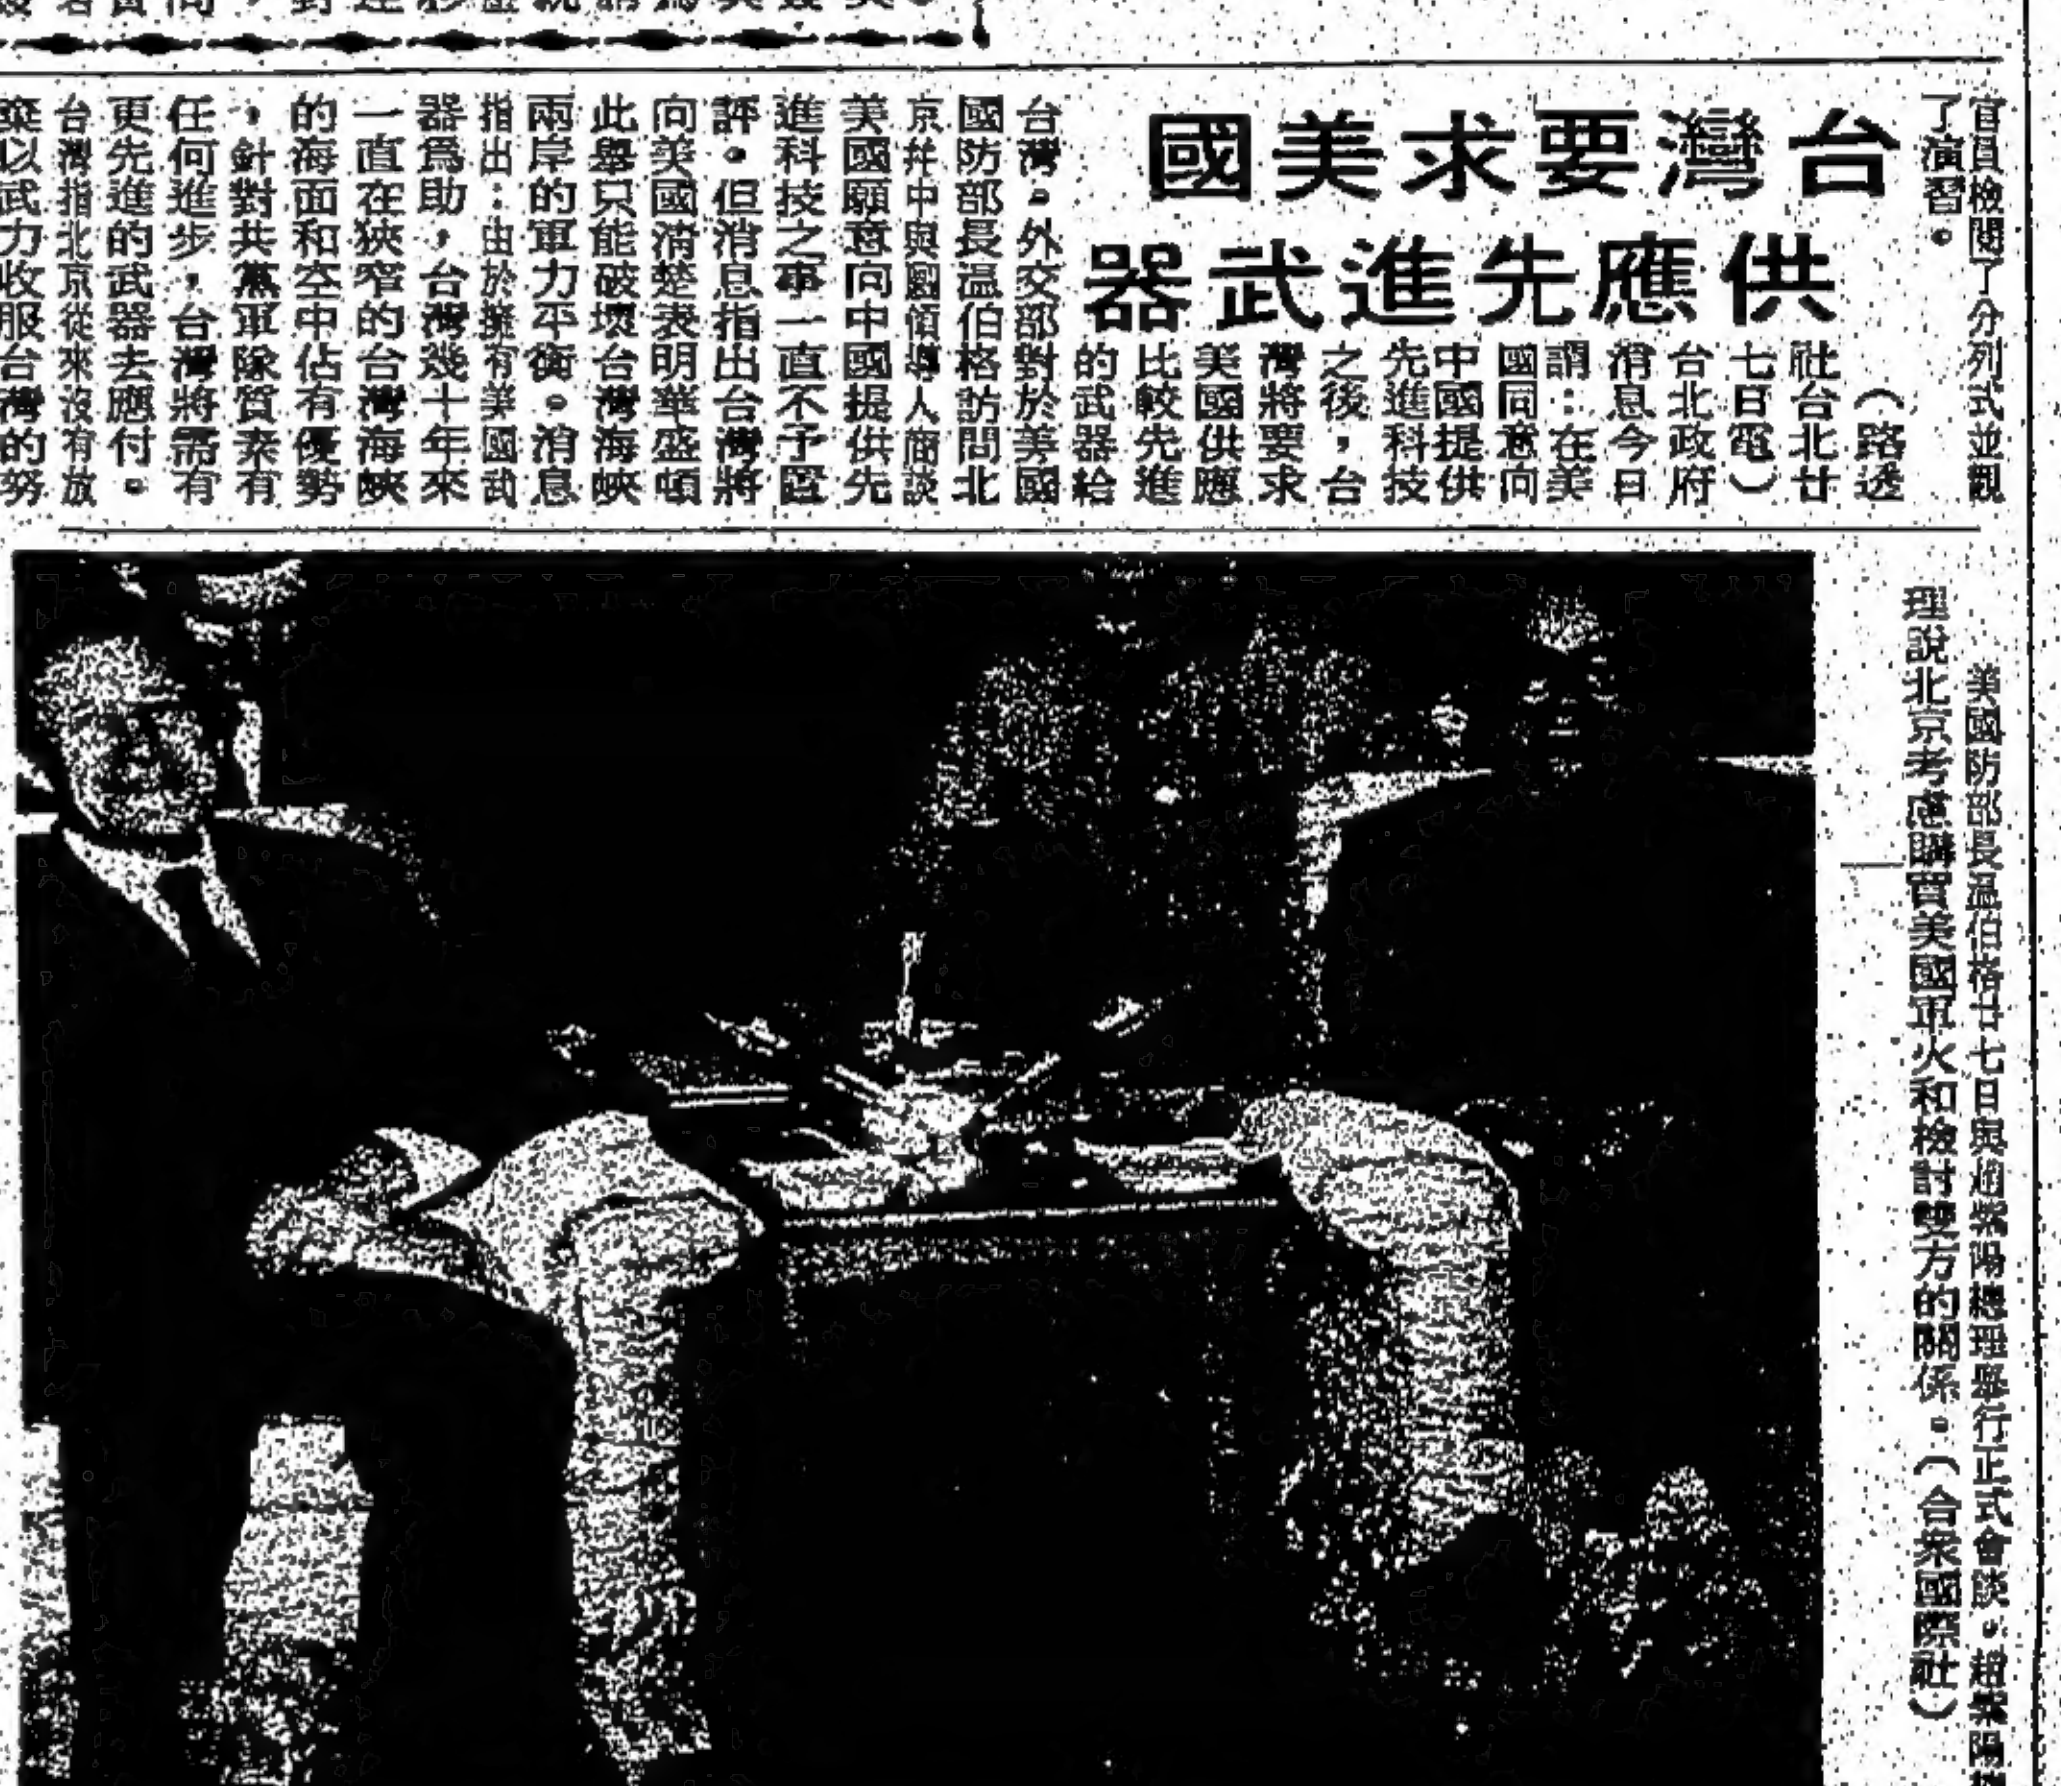 官員檢閱了分列式並觀
了演習。
台灣要求美國
供應先進武器
（路透
社台北廿
七日電）
台北政府
消息今日
謂：在美
國同意向
中國提供
先進科技
之後，台
灣將要求
美國供應
比較先進
的武器給
台灣。外交部對於美國
國防部長温伯格訪問北
京并中與國領導人商談
美國願意向中國提供先
進科技之事一直不予置
評。但消息指出台灣將
向美國清楚表明華盛頓
此舉只能破壞台灣海峽
兩岸的軍力平衡。消息
指出：由於擁有美國武
器爲助，台灣幾十年來
一直在狹窄的台灣海峽
的海面和空中佔有優勢
，針對共黨軍隊質素有
任何進步，台灣將需有
更先進的武器去應付。
台灣指北京從來沒有放
棄以武力收服台灣的努
美國防部長温伯格廿七日與趙紫陽總理舉行正式會談。趙紫陽總
理說北京考慮購買美國軍火和檢討雙方的關係。（合衆國際社）